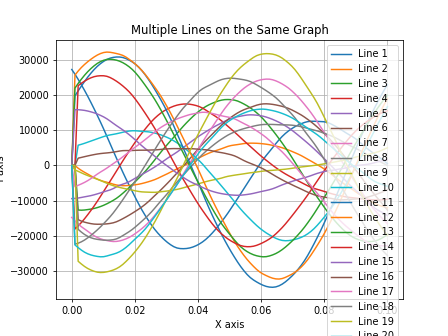 Multiple Lines on the Same Graph
30000
20000
10000
0
−10000
−20000
−30000
axis
0.00
0.02
0.04
0.06
X axis
Line 1
Line 2
Line 3
Line 4
Line 5
Line 6
Line 7
Line 8
Line 9
Line 10
Line 11
Line 12
Line 13
Line 14
Line 15
Line 16
Line 17
Line 18
Line 19
Line 20